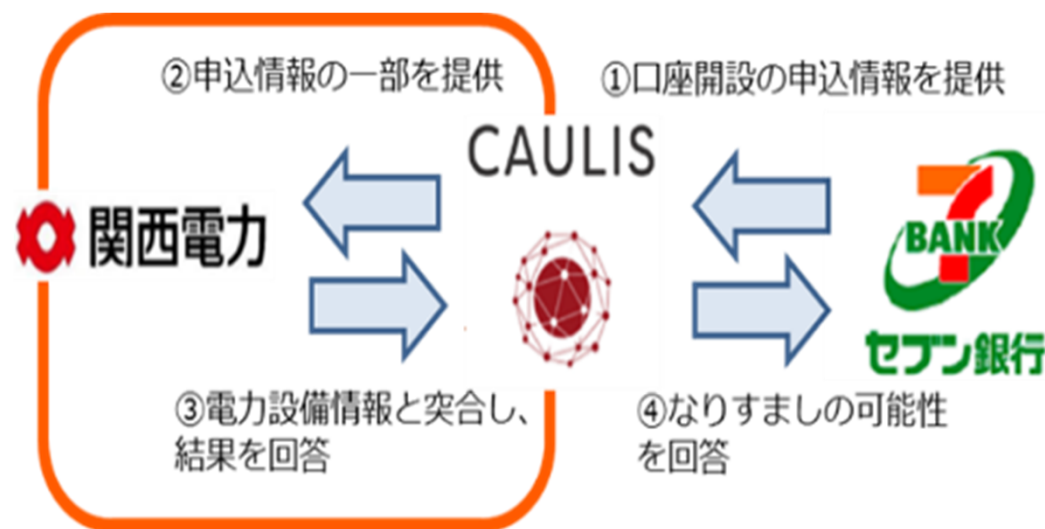 ②申込情報の一部を提供
①口座開設の申込情報を提供
CAULIS
関西電力
7
BANK
セブン銀行
③電力設備情報と突合し、
結果を回答
④なりすましの可能性
を回答